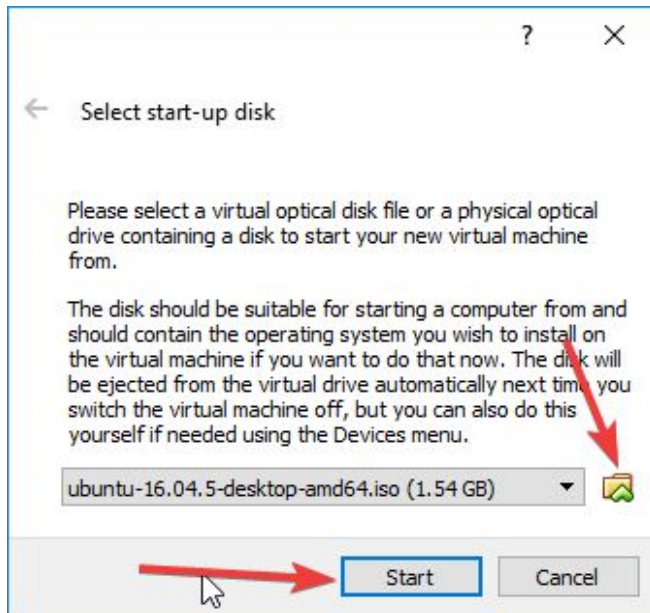 ?
Select start-up disk
Please select a virtual optical disk file or a physical optical
drive containing a disk to start your new virtual machine
from.
The disk should be suitable for starting a computer from and
should contain the operating system you wish to install on
the virtual machine if you want to do that now. The disk will
be ejected from the virtual drive automatically next time you
switch the virtual machine off, but you can also do this
yourself if needed using the Devices menu.
ubuntu-16.04.5-desktop-amd64.iso (1.54 GB)
Start Cancel